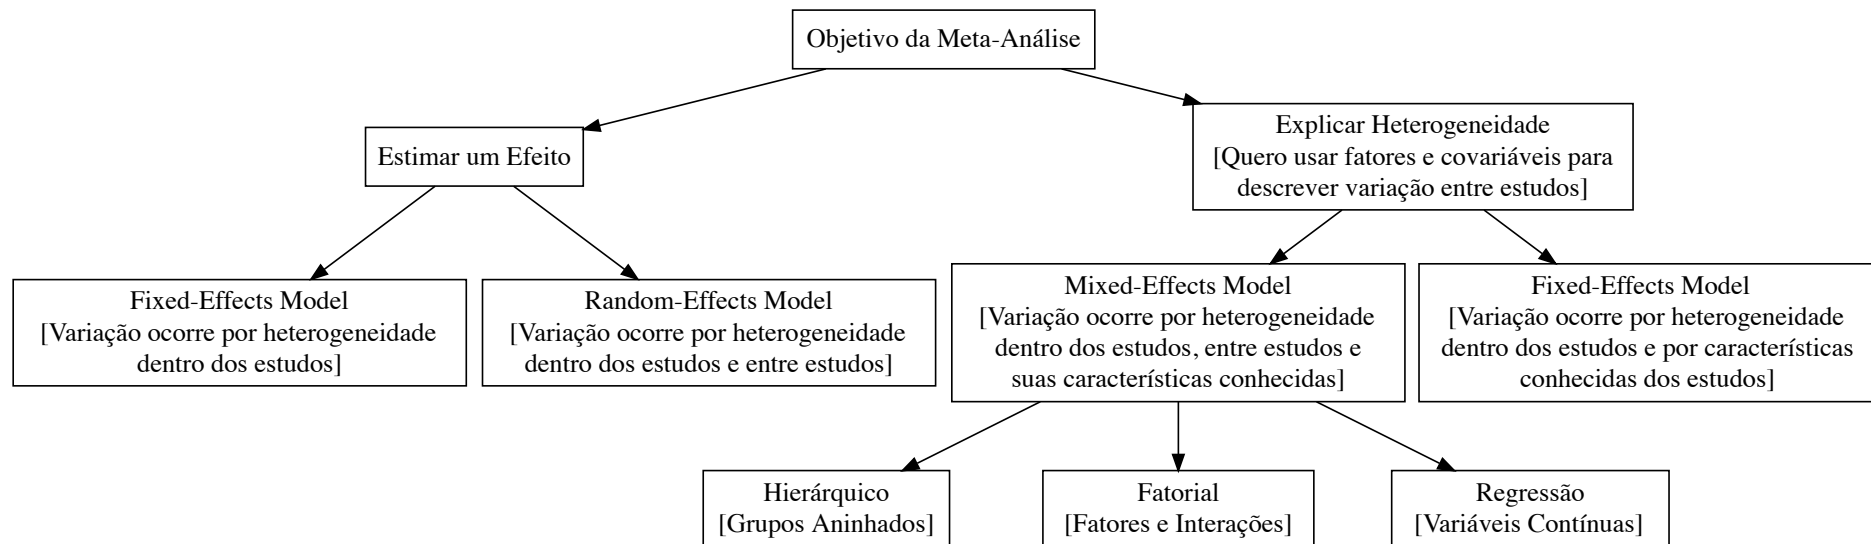 Objetivo da Meta-Análise
Estimar um Efeito
Explicar Heterogeneidade
[Quero usar fatores e covariáveis para
descrever variação entre estudos]
Fixed-Effects Model
[Variação ocorre por heterogeneidade
dentro dos estudos]
Random-Effects Model
[Variação ocorre por heterogeneidade
dentro dos estudos e entre estudos]
Mixed-Effects Model
[Variação ocorre por heterogeneidade
dentro dos estudos, entre estudos e
suas características conhecidas]
Fixed-Effects Model
[Variação ocorre por heterogeneidade
dentro dos estudos e por características
conhecidas dos estudos]
Hierárquico
[Grupos Aninhados]
Fatorial
[Fatores e Interações]
Regressão
[Variáveis Contínuas]